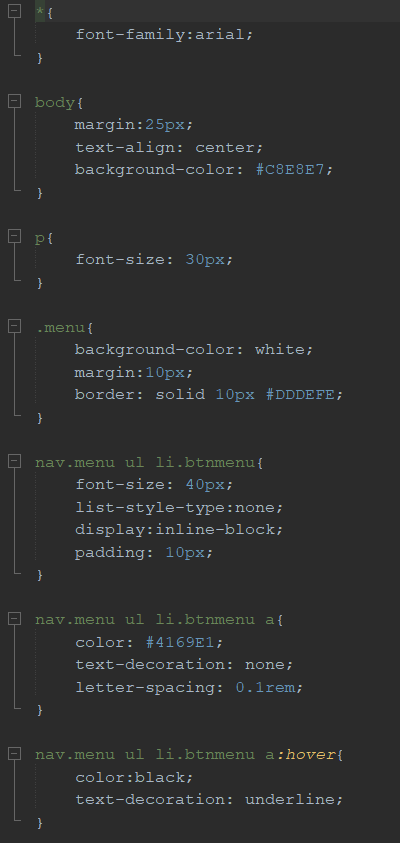 *{
    font-family:arial;
}

body{
    margin:25px;
    text-align: center;
    background-color: #C8E8E7;
}

p{
    font-size: 30px;
}

.menu{
    background-color: white;
    margin:10px;
    border: solid 10px #DDDEFE;
}

nav.menu ul li.btnmenu{
    font-size: 40px;
    list-style-type:none;
    display:inline-block;
    padding: 10px;
}

nav.menu ul li.btnmenu a{
    color: #4169E1;
    text-decoration: none;
    letter-spacing: 0.1rem;
}

nav.menu ul li.btnmenu a:hover{
    color:black;
    text-decoration: underline;
}